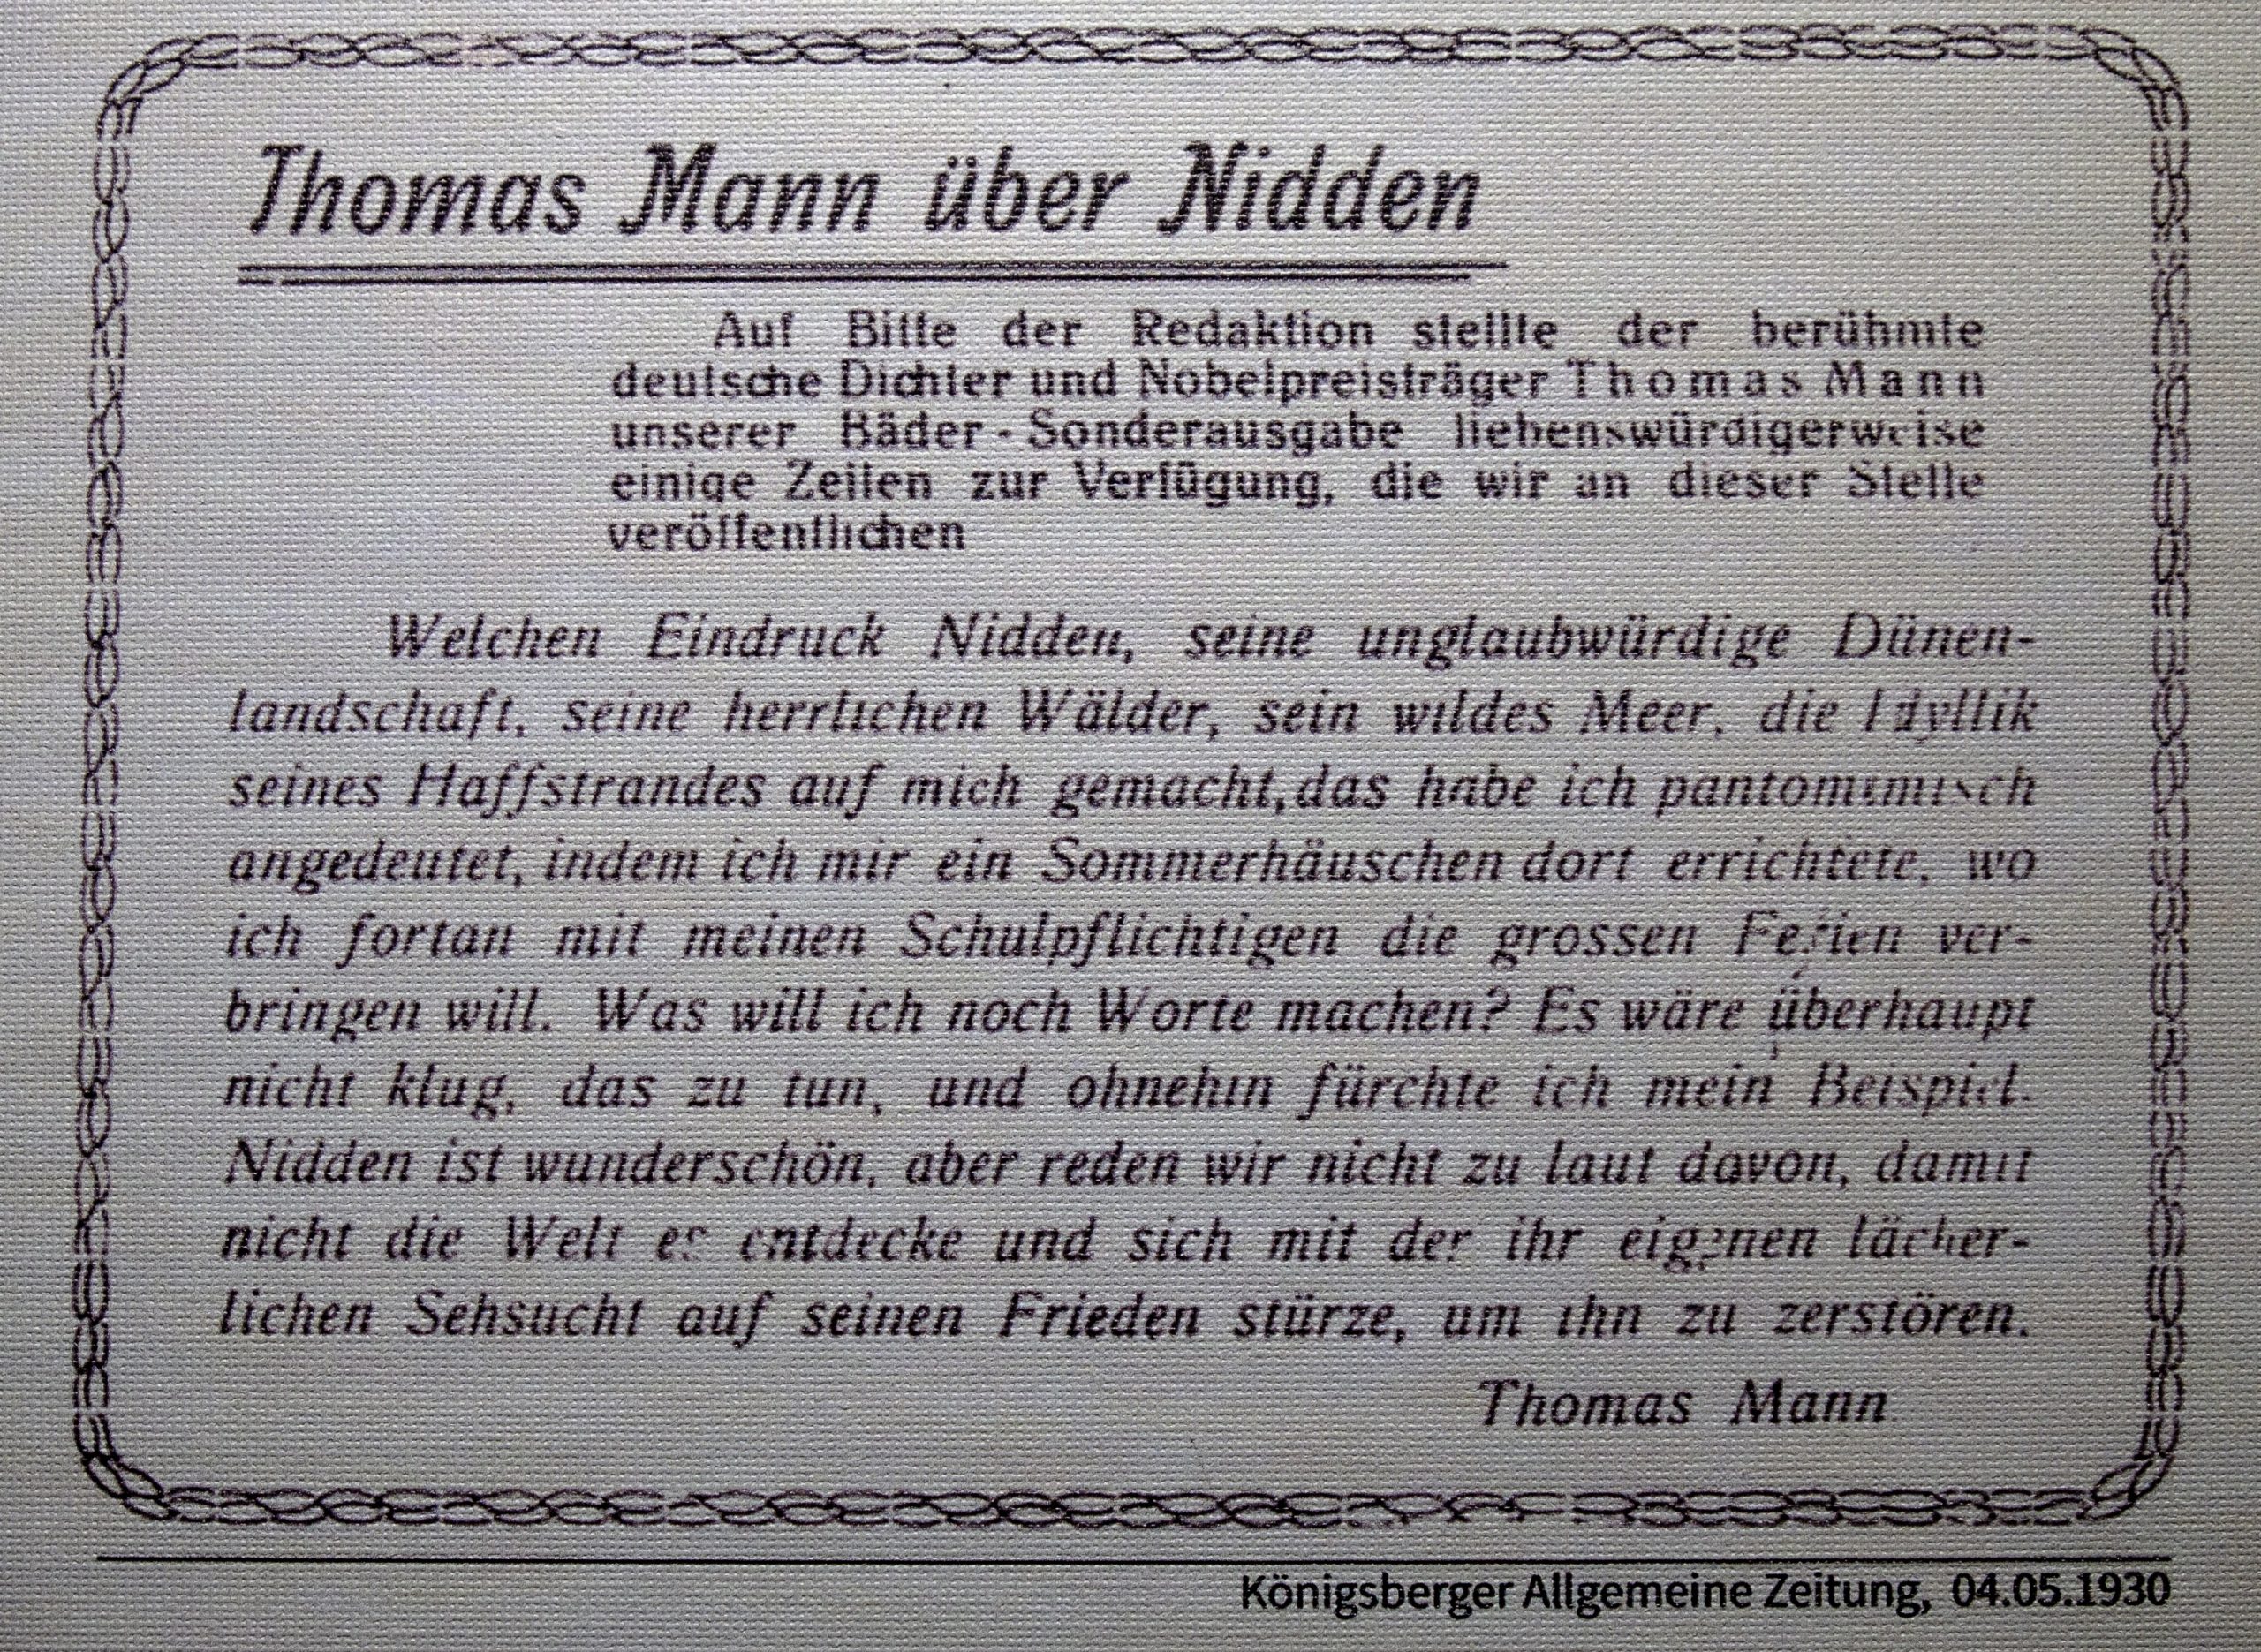 Thomas Mann über Nidden
Auf Bitte der Redaktion stellte der berühmte
deutsche Dichter und Nobelpreisträger Thomas Mann
unserer Bäder-Sonderausgabe liebenswürdigerweise
einige Zeilen zur Verfügung, die wir an dieser Stelle
veröffentlichen
Welchen Eindruck Nidden, seine unglaubwürdige Dünen-
landschaft, seine herrlichen Wälder, sein wildes Meer, die Idyllik
seines Haffstrandes auf mich gemacht, das habe ich pantomimisch
angedeutet, indem ich mir ein Sommerhäuschen dort errichtete, wo
ich fortan mit meinen Schulpflichtigen die grossen Ferien ver-
bringen will. Was will ich noch Worte machen? Es wäre überhaupt
nicht klug, das zu tun, und ohnehin fürchte ich mein Beispiel.
Nidden ist wunderschön, aber reden wir nicht zu laut davon, damit
nicht die Welt es entdecke und sich mit der ihr eigenen lächer-
lichen Sehsucht auf seinen Frieden stürze, um ihn zu zerstören.
Thomas Mann
Königsberger Allgemeine Zeitung, 04.05.1930